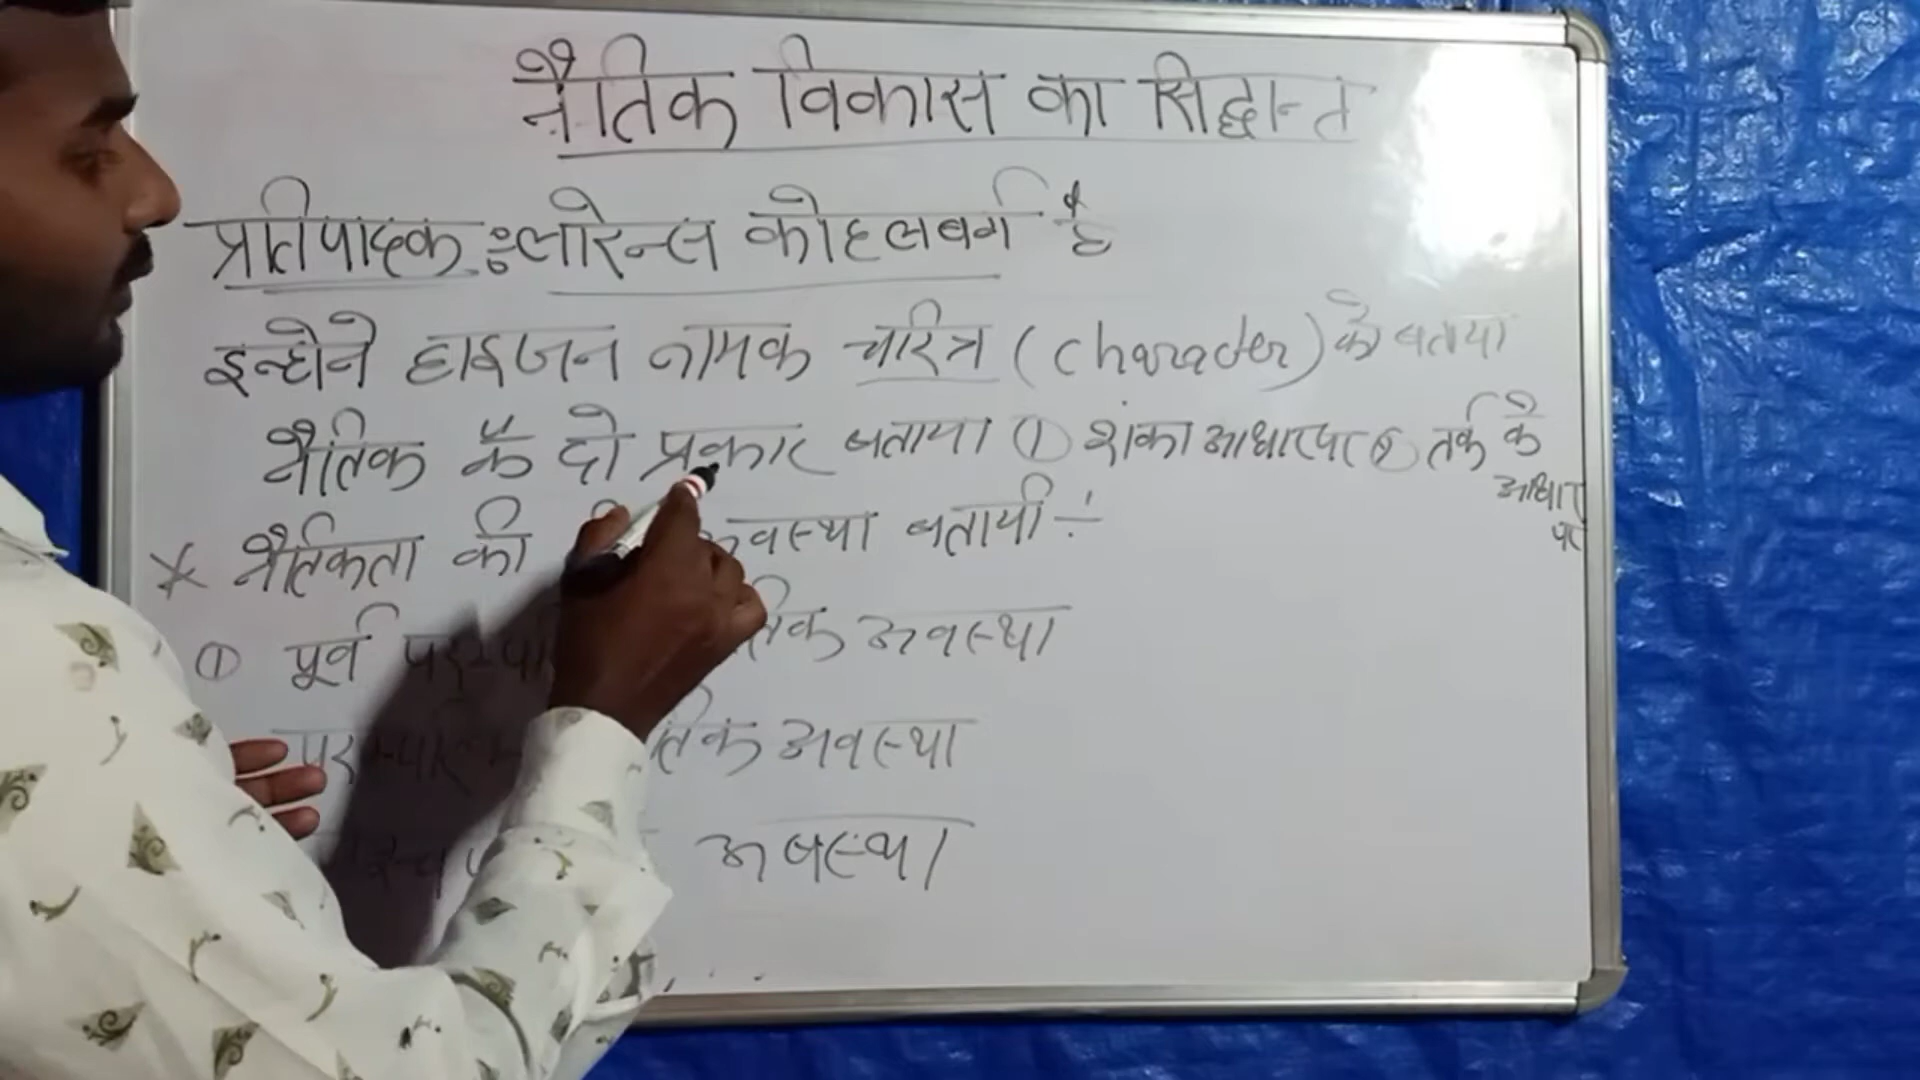 नैतिक विकास का सिद्धान्त
प्रतिपादक : लोरेन्स कोहलबर्ग है
इन्होने हाइजन नामक चरित्र (Character) के बताया
नैतिक के दो प्रकार बताया ① शंका आधार पर ② तर्क के आधार पर
* नैतिकता की अवस्था बतायी ÷
① पूर्व अवस्था
अवस्था
अवस्था